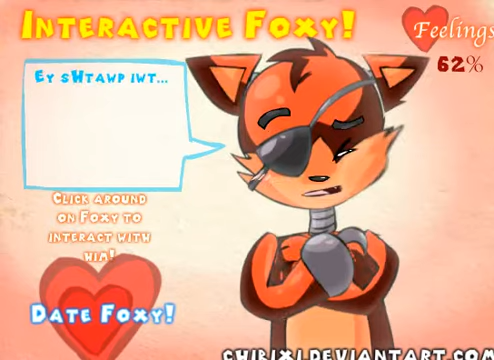 INTERACTIVE FOXY!
Feelings
62%
EY SHTAWP IWT...
CLICK AROUND
ON FOXY TO
INTERACT WITH
HIM!
DATE FOXY!
CHIBIXI.DEVIANTART.COM